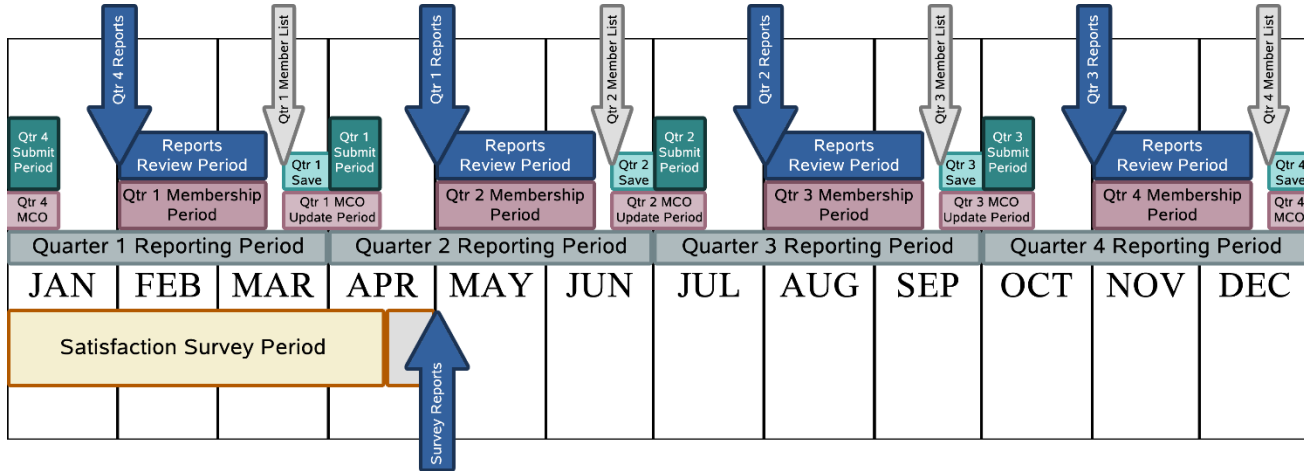 Qtr 4 Reports
Qtr 1 Member List
Qtr 1 Reports
Qtr 2 Member List
Qtr 2 Reports
Qtr 3 Member List
Qtr 3 Reports
Qtr 4 Member List
Qtr 4
Submit
Period
Reports
Review Period
Qtr 1
Save
Qtr 1
Submit
Period
Reports
Review Period
Qtr 2
Save
Qtr 2
Submit
Period
Reports
Review Period
Qtr 3
Save
Qtr 3
Submit
Period
Reports
Review Period
Qtr 4
Save
Qtr 4
MCO
Qtr 1 Membership
Period
Qtr 1 MCO
Update Period
Qtr 2 Membership
Period
Qtr 2 MCO
Update Period
Qtr 3 Membership
Period
Qtr 3 MCO
Update Period
Qtr 4 Membership
Period
Qtr 4
MCO
Quarter 1 Reporting Period
Quarter 2 Reporting Period
Quarter 3 Reporting Period
Quarter 4 Reporting Period
JAN
FEB
MAR
APR
MAY
JUN
JUL
AUG
SEP
OCT
NOV
DEC
Satisfaction Survey Period
Survey Reports